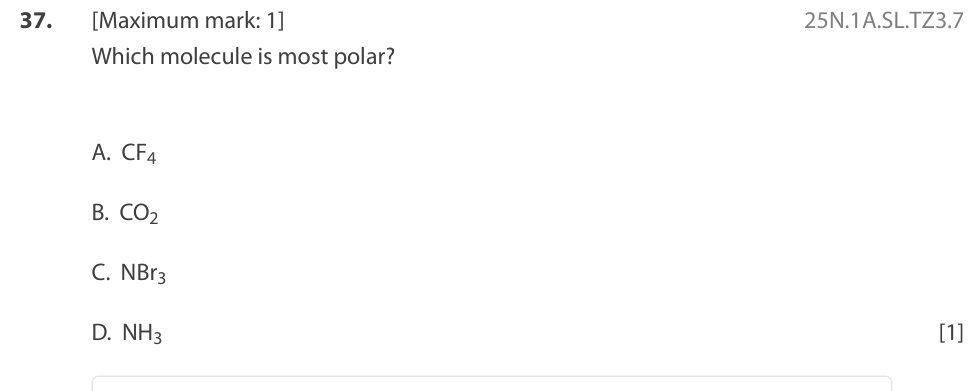 37. [Maximum mark: 1] 25N.1A.SL.TZ3.7
Which molecule is most polar?
A. CF₄
B. CO₂
C. NBr₃
D. NH₃ [1]